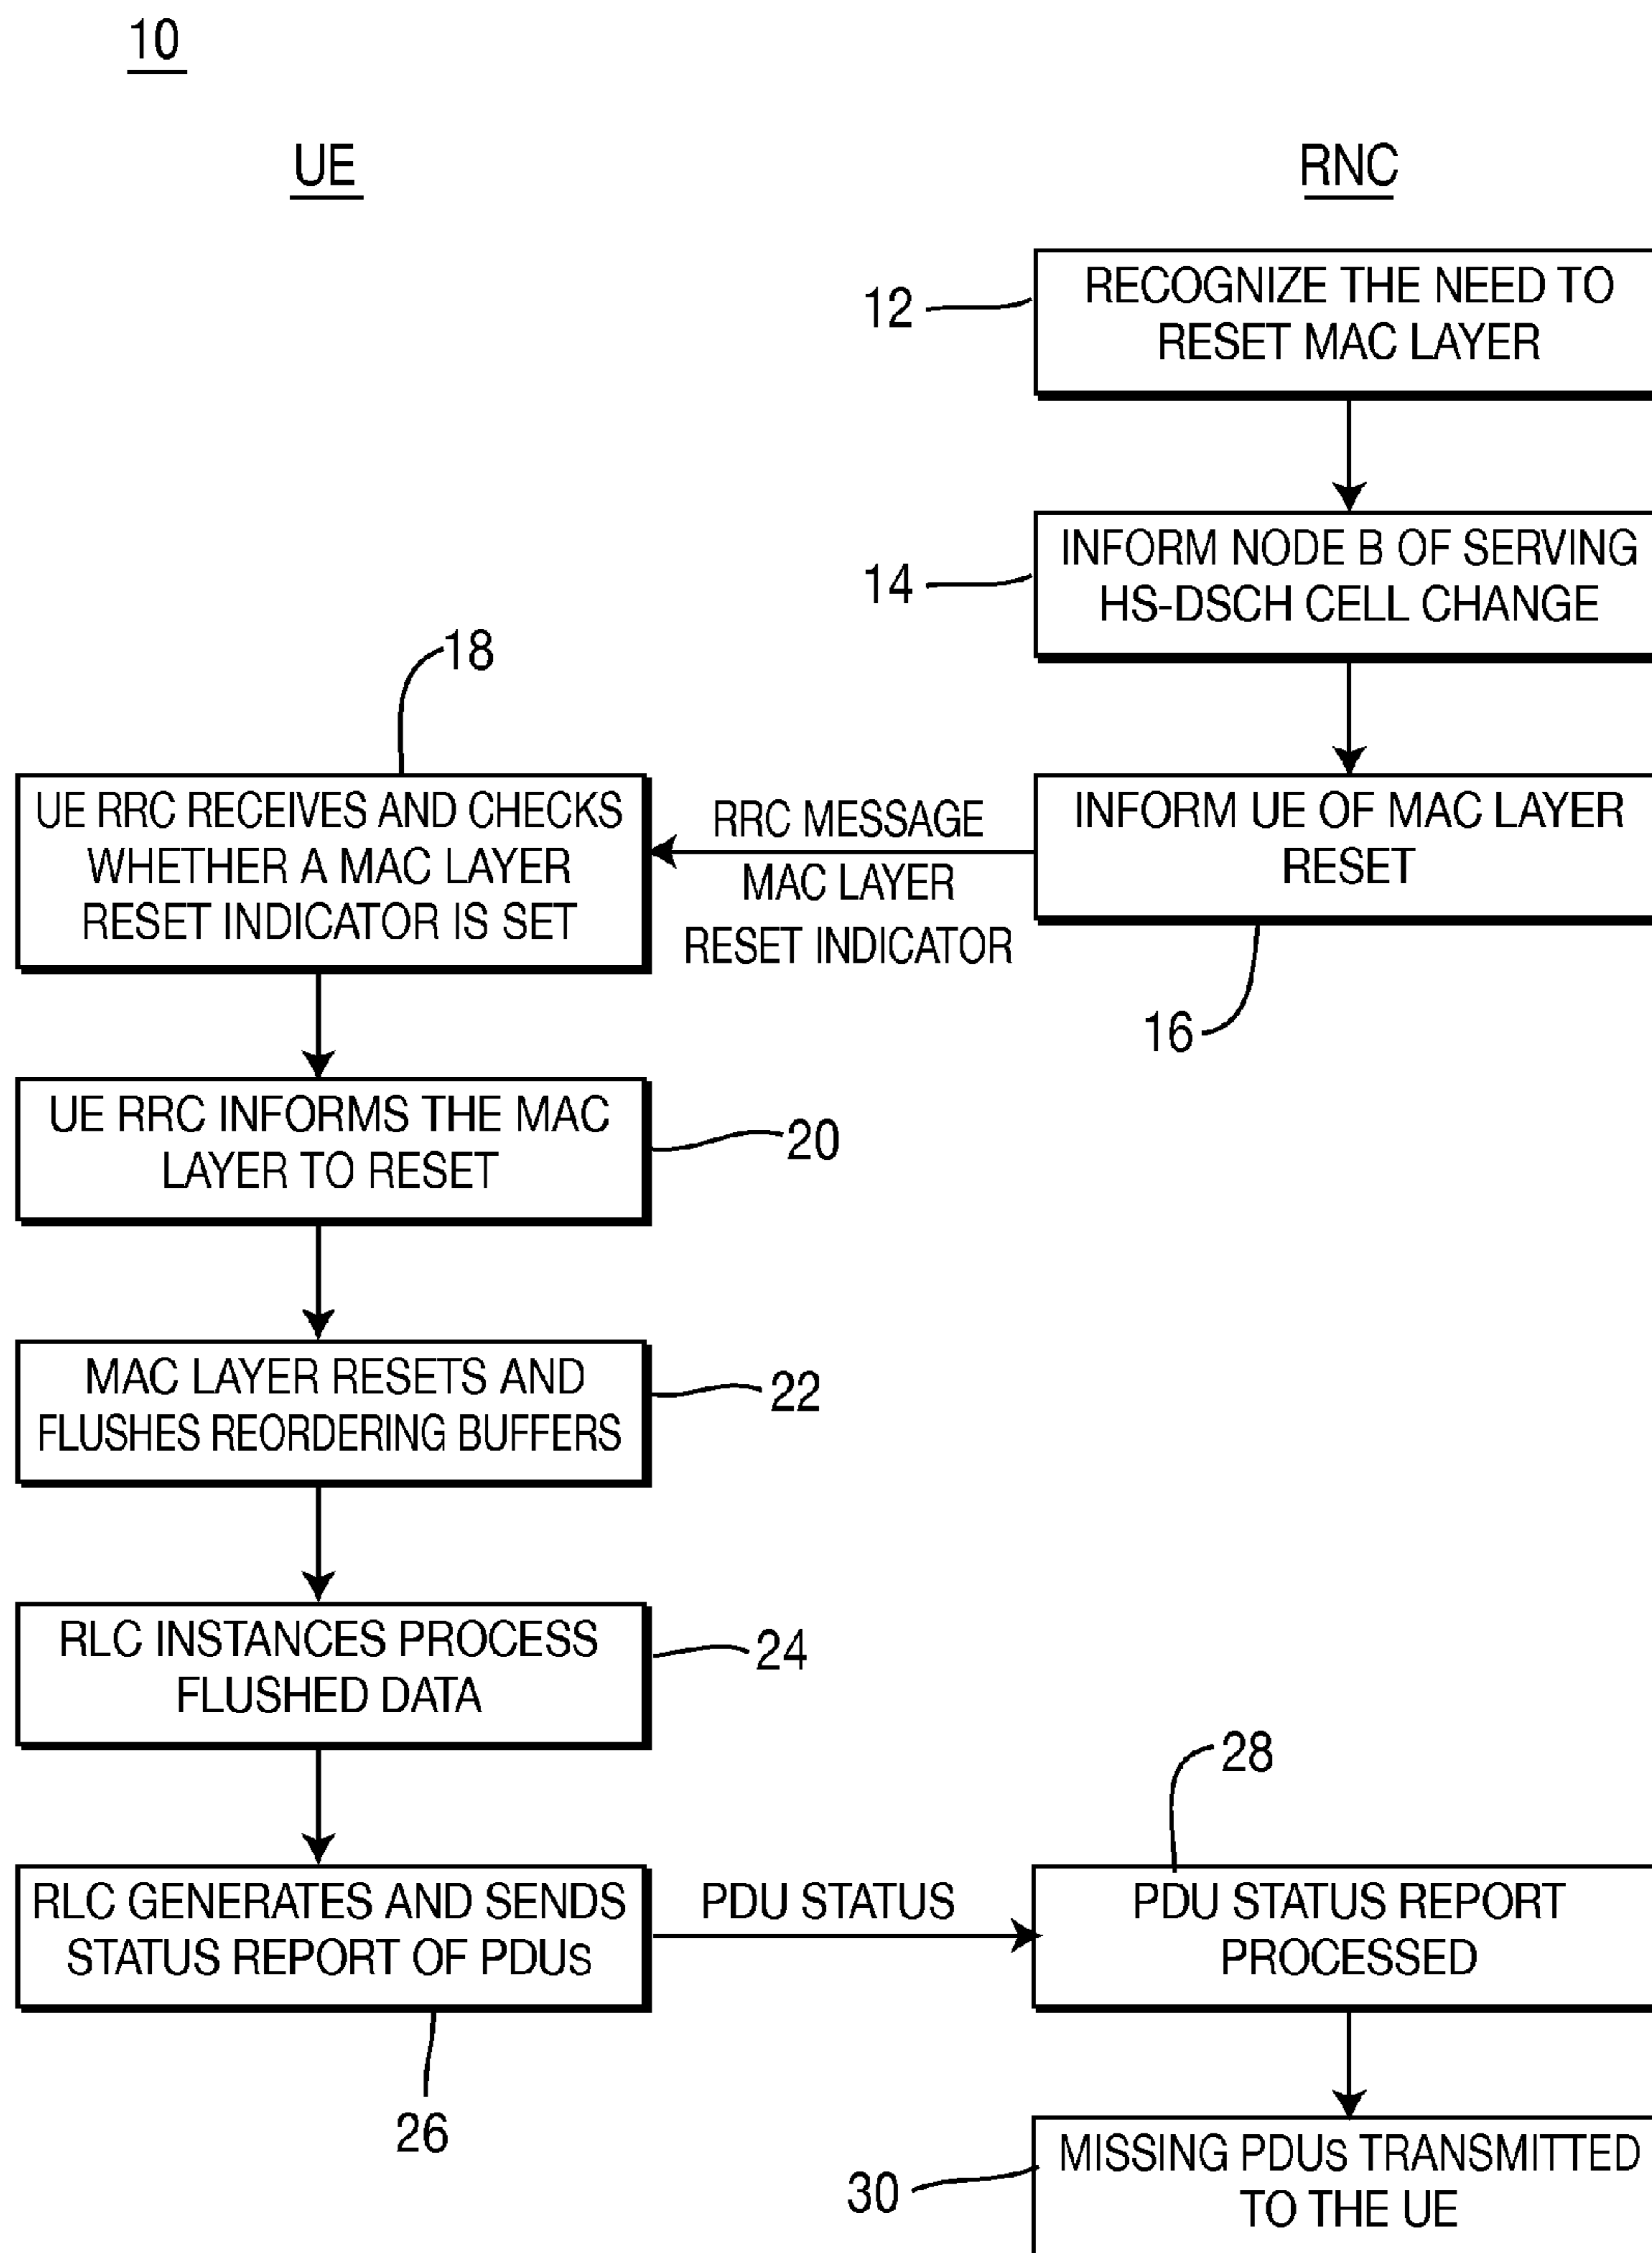 10
UE
RNC
12
RECOGNIZE THE NEED TO
RESET MAC LAYER
14
INFORM NODE B OF SERVING
HS-DSCH CELL CHANGE
18
UE RRC RECEIVES AND CHECKS
WHETHER A MAC LAYER
RESET INDICATOR IS SET
RRC MESSAGE
MAC LAYER
RESET INDICATOR
INFORM UE OF MAC LAYER
RESET
16
UE RRC INFORMS THE MAC
LAYER TO RESET
20
MAC LAYER RESETS AND
FLUSHES REORDERING BUFFERS
22
RLC INSTANCES PROCESS
FLUSHED DATA
24
RLC GENERATES AND SENDS
STATUS REPORT OF PDUs
26
PDU STATUS
28
PDU STATUS REPORT
PROCESSED
30
MISSING PDUs TRANSMITTED
TO THE UE